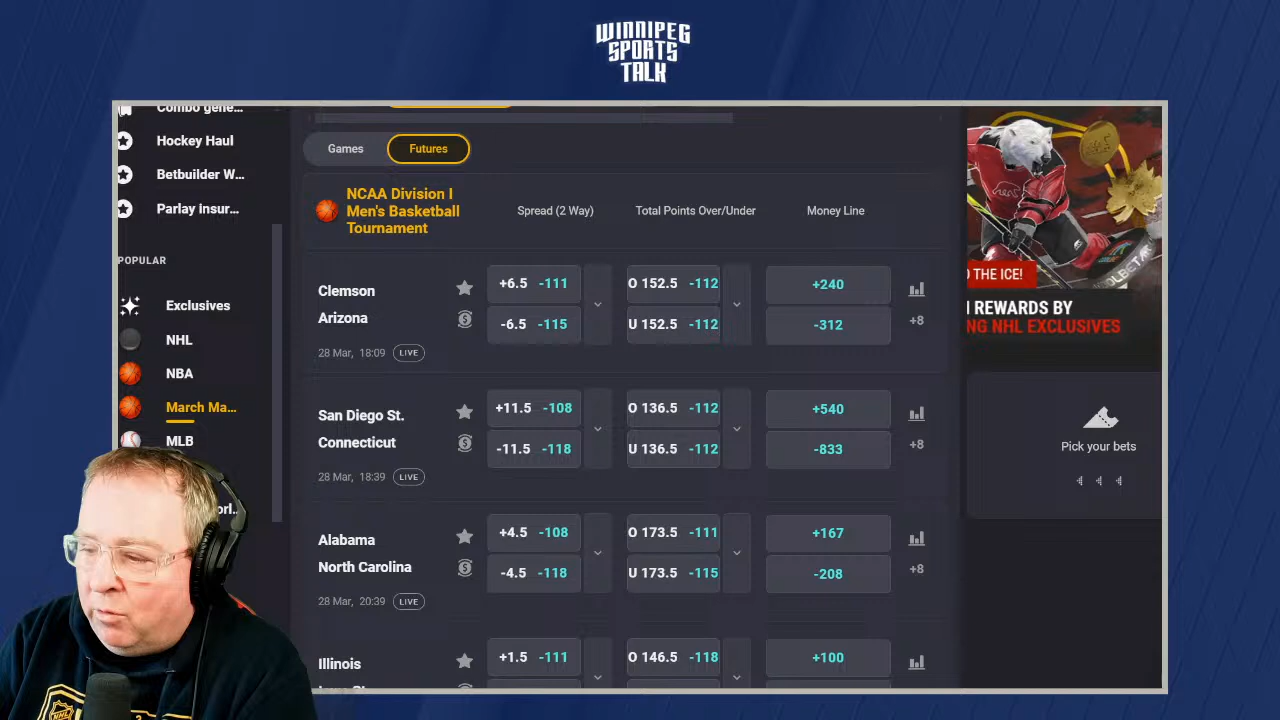 WINNIPEG
SPORTS
TALK
Combo gene...
Hockey Haul
Betbuilder W...
Parlay insur...
POPULAR
Exclusives
NHL
NBA
March Ma...
MLB
Games
Futures
NCAA Division I
Men's Basketball
Tournament
Spread (2 Way)
Total Points Over/Under
Money Line
Clemson
Arizona
28 Mar, 18:09 LIVE
+6.5 -111
-6.5 -115
O 152.5 -112
U 152.5 -112
+240
-312
+8
San Diego St.
Connecticut
28 Mar, 18:39 LIVE
+11.5 -108
-11.5 -118
O 136.5 -112
U 136.5 -112
+540
-833
+8
Alabama
North Carolina
28 Mar, 20:39 LIVE
+4.5 -108
-4.5 -118
O 173.5 -111
U 173.5 -115
+167
-208
+8
Illinois
+1.5 -111
O 146.5 -118
+100
THE ICE!
REWARDS BY
NHL EXCLUSIVES
Pick your bets
NHL